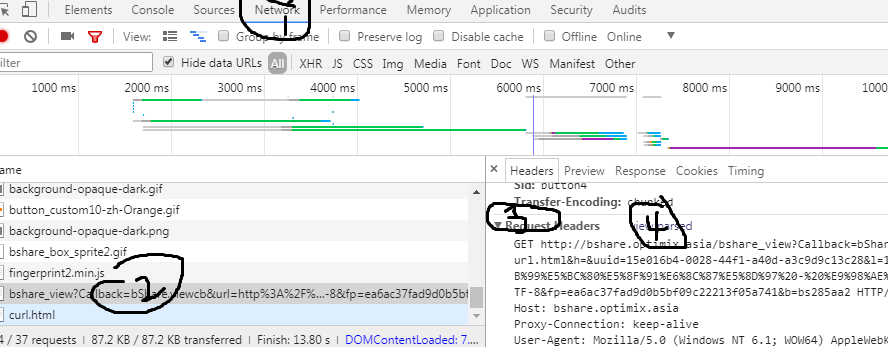 Elements Console Sources Network Performance Memory Application Security Audits
1
Group by frame Preserve log Disable cache Offline Online
Filter Hide data URLs All XHR JS CSS Img Media Font Doc WS Manifest Other
1000 ms 2000 ms 3000 ms 4000 ms 5000 ms 6000 ms 7000 ms 8000 ms 9000 ms 10
ame
background-opaque-dark.gif
button_custom10-zh-Orange.gif
background-opaque-dark.png
bshare_box_sprite2.gif
fingerprint2.min.js
2
bshare_view?Callback=bShare.viewcb&url=http%3A%2F%...-8&fp=ea6ac37fad9d0b5bf
curl.html
4 / 37 requests | 87.2 KB / 87.2 KB transferred | Finish: 13.80 s | DOMContentLoaded: 7....
× Headers Preview Response Cookies Timing
Sid: button4
Transfer-Encoding: chunked
3 4
Request Headers view parsed
GET http://bshare.optimix.asia/bshare_view?Callback=bShar
url.html&h=&uuid=15e016b4-0028-44f1-a40d-a3c9d9c13c28&l=1
B%99%E5%BC%80%E5%8F%91%E6%8C%87%E5%8D%97%20-%20%E9%98%AE
TF-8&fp=ea6ac37fad9d0b5bf09c22213f05a741&b=bs285aa2 HTTP/
Host: bshare.optimix.asia
Proxy-Connection: keep-alive
User-Agent: Mozilla/5.0 (Windows NT 6.1; WOW64) AppleWebK